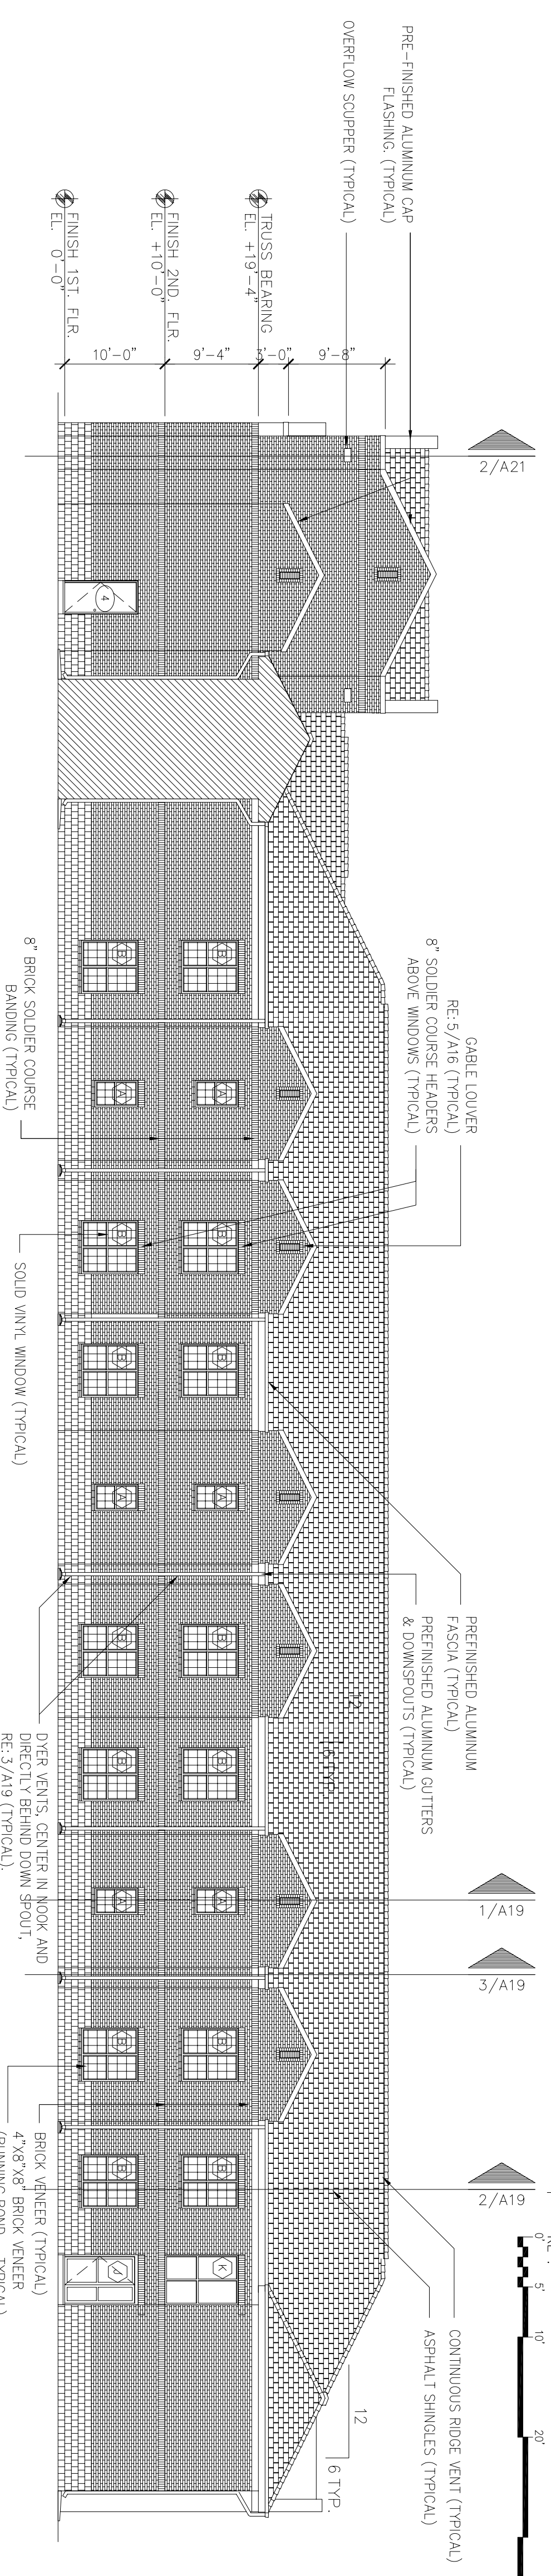 PRE-FINISHED ALUMINUM CAP
FLASHING. (TYPICAL)
OVERFLOW SCUPPER (TYPICAL)
TRUSS BEARING
EL. +19'-4"
FINISH 2ND. FLR.
EL. +10'-0"
FINISH 1ST. FLR.
EL. 0'-0"
9'-8"
3'-0"
9'-4"
10'-0"
2/A21
4
GABLE LOUVER
RE: 5/A16 (TYPICAL)
8" SOLDIER COURSE HEADERS
ABOVE WINDOWS (TYPICAL)
B
A
B
B
A
B
B
A
B
B
K
B
A
B
B
A
B
B
A
B
B
J
8" BRICK SOLDIER COURSE
BANDING (TYPICAL)
SOLID VINYL WINDOW (TYPICAL)
PREFINISHED ALUMINUM
FASCIA (TYPICAL)
PREFINISHED ALUMINUM GUTTERS
& DOWNSPOUTS (TYPICAL)
12
DYER VENTS, CENTER IN NOOK AND
DIRECTLY BEHIND DOWN SPOUT,
RE: 3/A19 (TYPICAL).
1/A19
3/A19
2/A19
BRICK VENEER (TYPICAL)
4"X8"X8" BRICK VENEER
(RUNNING BOND - TYPICAL)
0'
5'
10'
20'
CONTINUOUS RIDGE VENT (TYPICAL)
ASPHALT SHINGLES (TYPICAL)
12
6 TYP.